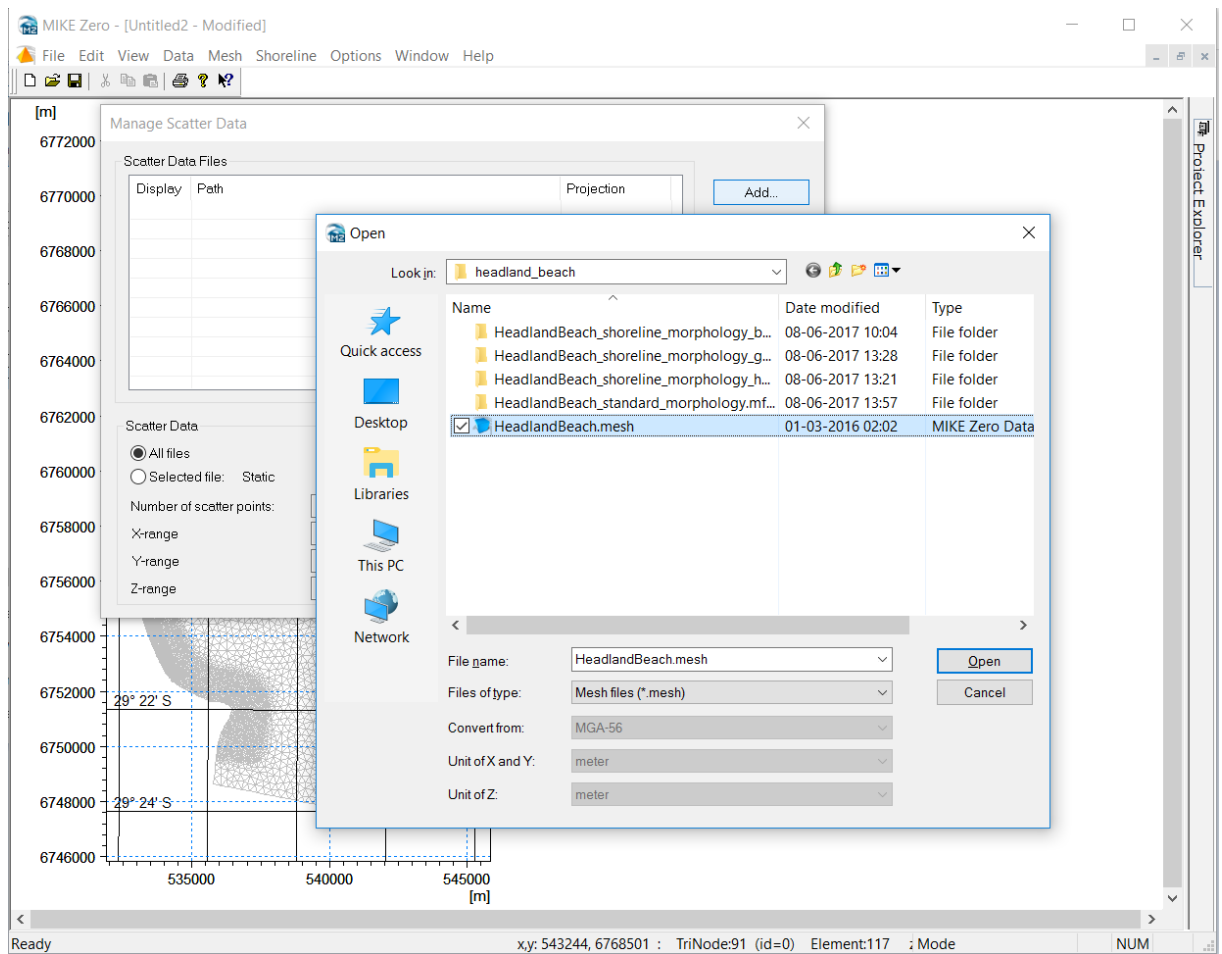 MIKE Zero - [Untitled2 - Modified]
File Edit View Data Mesh Shoreline Options Window Help
[m]
6772000
6770000
6768000
6766000
6764000
6762000
6760000
6758000
6756000
6754000
6752000
6750000
6748000
6746000
Manage Scatter Data
Scatter Data Files
Display Path Projection
Add...
Scatter Data
All files
Selected file: Static
Number of scatter points:
X-range
Y-range
Z-range
Open
Look in: headland_beach
Quick access
Desktop
Libraries
This PC
Network
Name Date modified Type
HeadlandBeach_shoreline_morphology_b... 08-06-2017 10:04 File folder
HeadlandBeach_shoreline_morphology_g... 08-06-2017 13:28 File folder
HeadlandBeach_shoreline_morphology_h... 08-06-2017 13:21 File folder
HeadlandBeach_standard_morphology.mf... 08-06-2017 13:57 File folder
HeadlandBeach.mesh 01-03-2016 02:02 MIKE Zero Data
File name: HeadlandBeach.mesh Open
Files of type: Mesh files (*.mesh) Cancel
Convert from: MGA-56
Unit of X and Y: meter
Unit of Z: meter
29° 22' S
29° 24' S
535000 540000 545000
[m]
Project Explorer
Ready x,y: 543244, 6768501 : TriNode:91 (id=0) Element:117 : Mode NUM